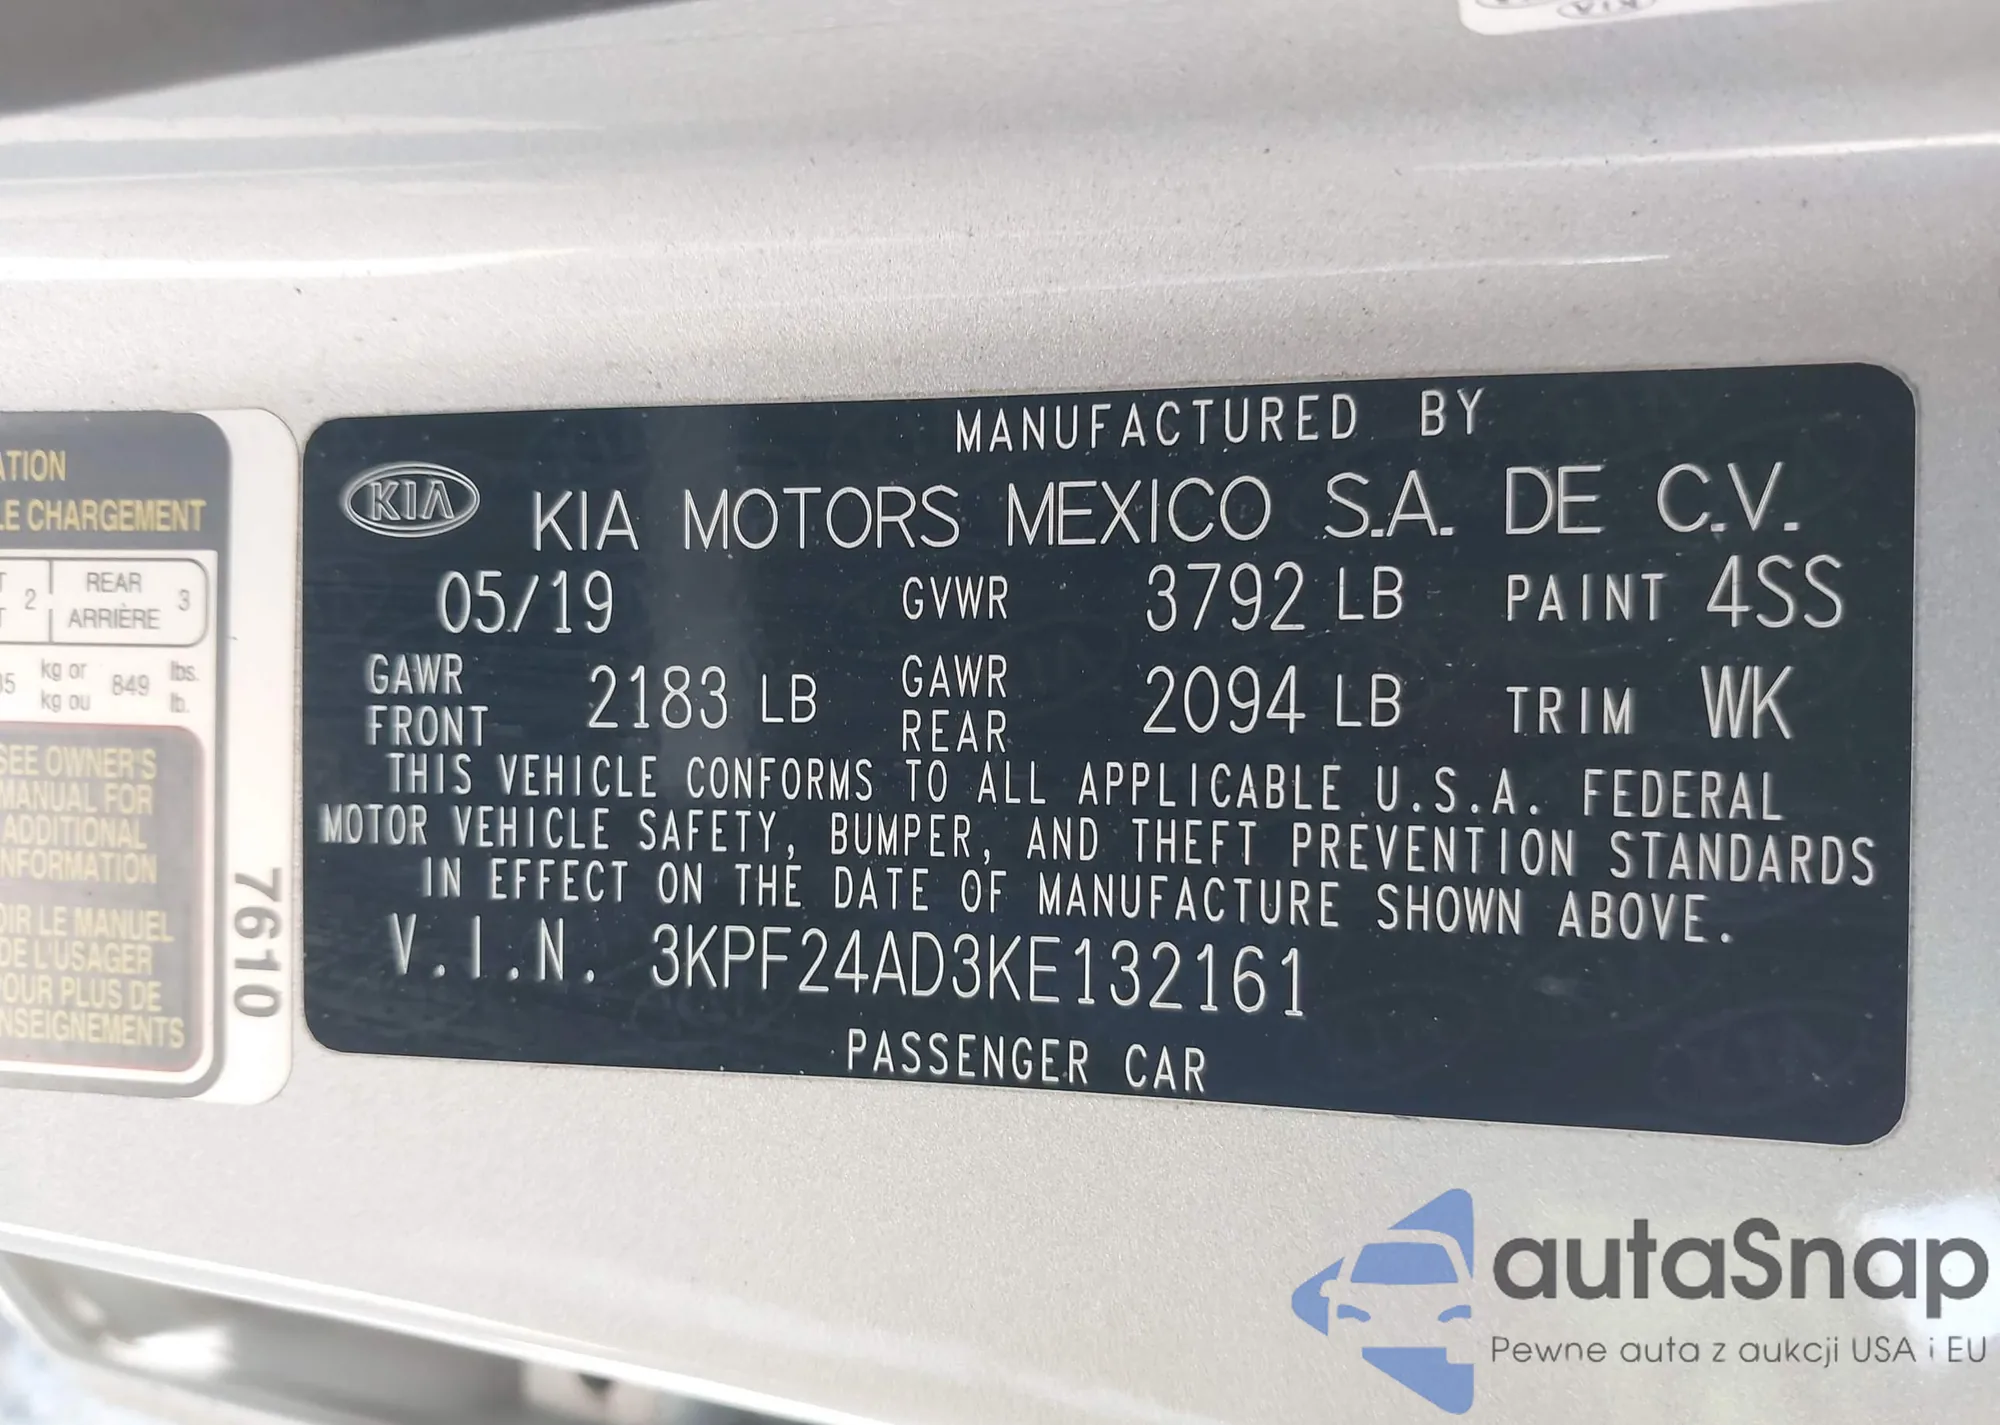 KIA
ATION
LE CHARGEMENT
2 REAR ARRIÈRE 3
kg or kg ou 849 lbs. lb.
SEE OWNER'S
MANUAL FOR
ADDITIONAL
INFORMATION
DE L'USAGER
POUR PLUS DE
7610
MANUFACTURED BY
KIA KIA MOTORS MEXICO S.A. DE C.V.
05/19 GVWR 3792 LB PAINT 4SS
GAWR FRONT 2183 LB GAWR REAR 2094 LB TRIM WK
THIS VEHICLE CONFORMS TO ALL APPLICABLE U.S.A. FEDERAL
MOTOR VEHICLE SAFETY, BUMPER, AND THEFT PREVENTION STANDARDS
IN EFFECT ON THE DATE OF MANUFACTURE SHOWN ABOVE.
V.I.N. 3KPF24AD3KE132161
PASSENGER CAR
autaSnap
Pewne auta z aukcji USA i EU